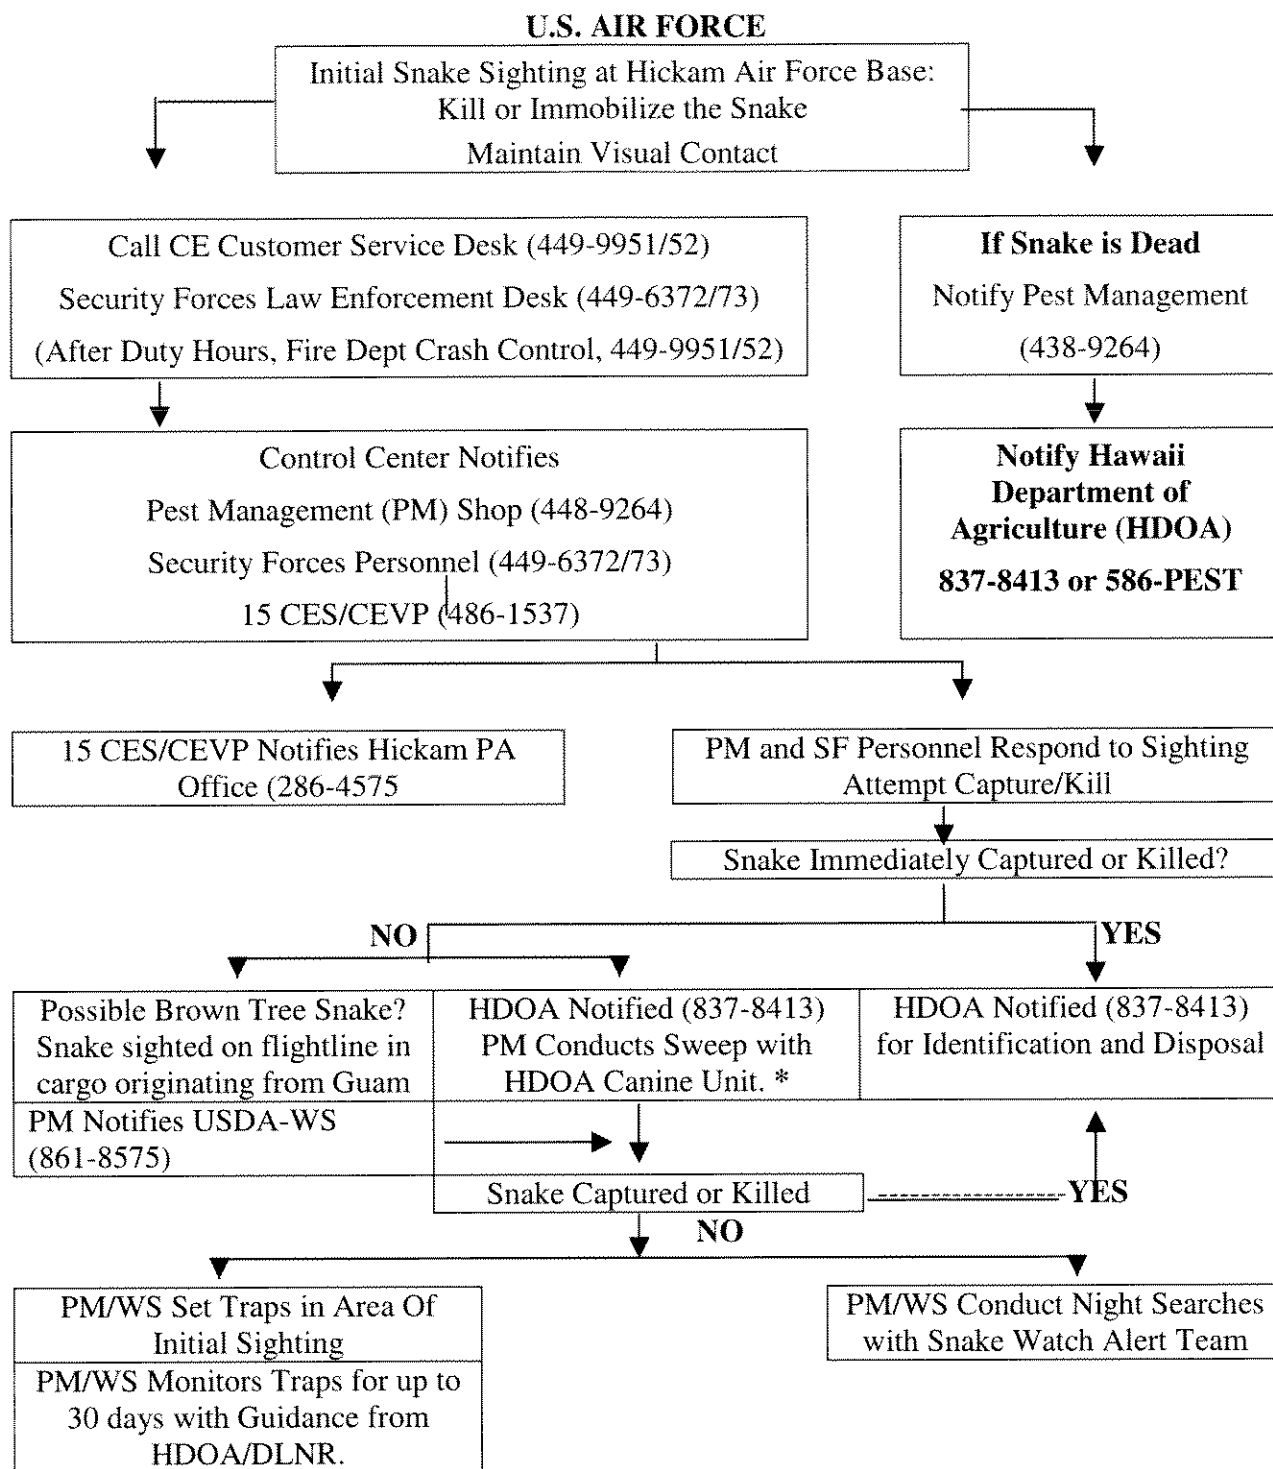 U.S. AIR FORCE
Initial Snake Sighting at Hickam Air Force Base:
Kill or Immobilize the Snake
Maintain Visual Contact
Call CE Customer Service Desk (449-9951/52)
Security Forces Law Enforcement Desk (449-6372/73)
(After Duty Hours, Fire Dept Crash Control, 449-9951/52)
If Snake is Dead
Notify Pest Management
(438-9264)
Control Center Notifies
Pest Management (PM) Shop (448-9264)
Security Forces Personnel (449-6372/73)
15 CES/CEVP (486-1537)
Notify Hawaii
Department of
Agriculture (HDOA)
837-8413 or 586-PEST
15 CES/CEVP Notifies Hickam PA
Office (286-4575
PM and SF Personnel Respond to Sighting
Attempt Capture/Kill
Snake Immediately Captured or Killed?
NO
YES
Possible Brown Tree Snake?
Snake sighted on flightline in
cargo originating from Guam
PM Notifies USDA-WS
(861-8575)
HDOA Notified (837-8413)
PM Conducts Sweep with
HDOA Canine Unit. *
HDOA Notified (837-8413)
for Identification and Disposal
Snake Captured or Killed
YES
NO
PM/WS Set Traps in Area Of
Initial Sighting
PM/WS Monitors Traps for up to
30 days with Guidance from
HDOA/DLNR.
PM/WS Conduct Night Searches
with Snake Watch Alert Team